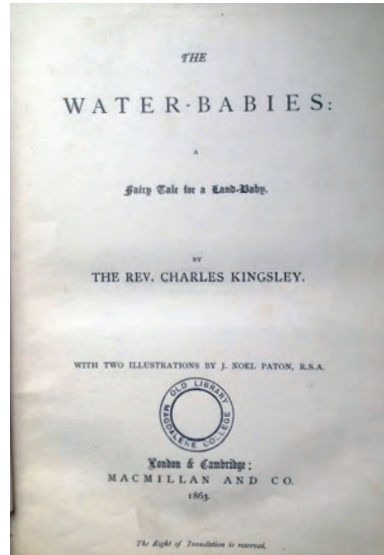 THE
WATER-BABIES:
A
Fairy Tale for a Land-Baby.
BY
THE REV. CHARLES KINGSLEY.
WITH TWO ILLUSTRATIONS BY J. NOEL PATON, R.S.A.
OLD LIBRARY
MAGDALENE COLLEGE
London & Cambridge:
MACMILLAN AND CO.
1863.
The Right of Translation is reserved.